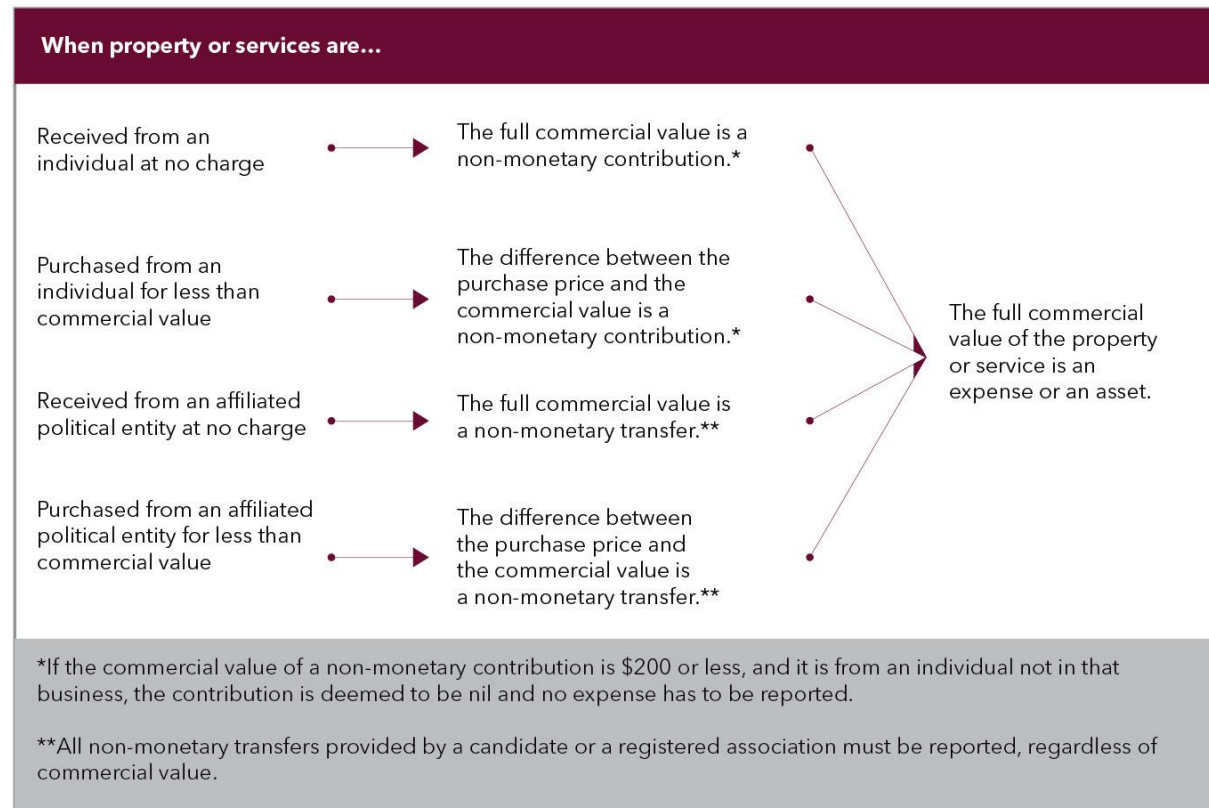 When property or services are...
Received from an
individual at no charge
The full commercial value is a
non-monetary contribution.*
Purchased from an
individual for less than
commercial value
The difference between the
purchase price and the
commercial value is a
non-monetary contribution.*
Received from an affiliated
political entity at no charge
The full commercial value is
a non-monetary transfer.**
Purchased from an affiliated
political entity for less than
commercial value
The difference between
the purchase price and
the commercial value is
a non-monetary transfer.**
The full commercial
value of the property
or service is an
expense or an asset.
*If the commercial value of a non-monetary contribution is $200 or less, and it is from an individual not in that
business, the contribution is deemed to be nil and no expense has to be reported.
**All non-monetary transfers provided by a candidate or a registered association must be reported, regardless of
commercial value.